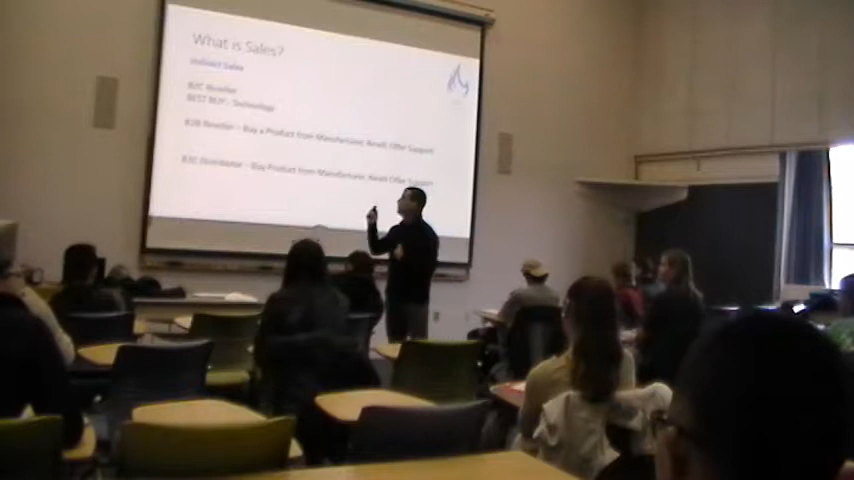 What is Sales?
Indirect Sales
B2C Reseller
BEST BUY - Technology
B2B Reseller - Buy a Product from Manufacturer, Resell, Offer Support
B2C Distributor - Buy Product from Manufacturer, Resell Offer Support